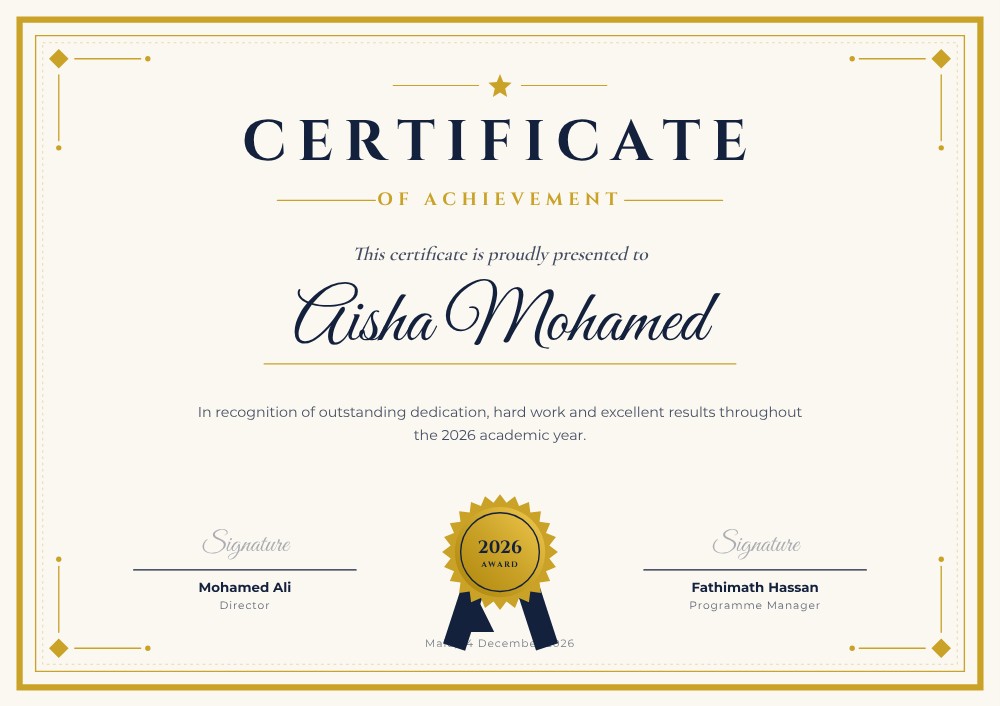 CERTIFICATE
OF ACHIEVEMENT
This certificate is proudly presented to
Aisha Mohamed
In recognition of outstanding dedication, hard work and excellent results throughout
the 2026 academic year.
2026
AWARD
Signature
Mohamed Ali
Director
Signature
Fathimath Hassan
Programme Manager
December